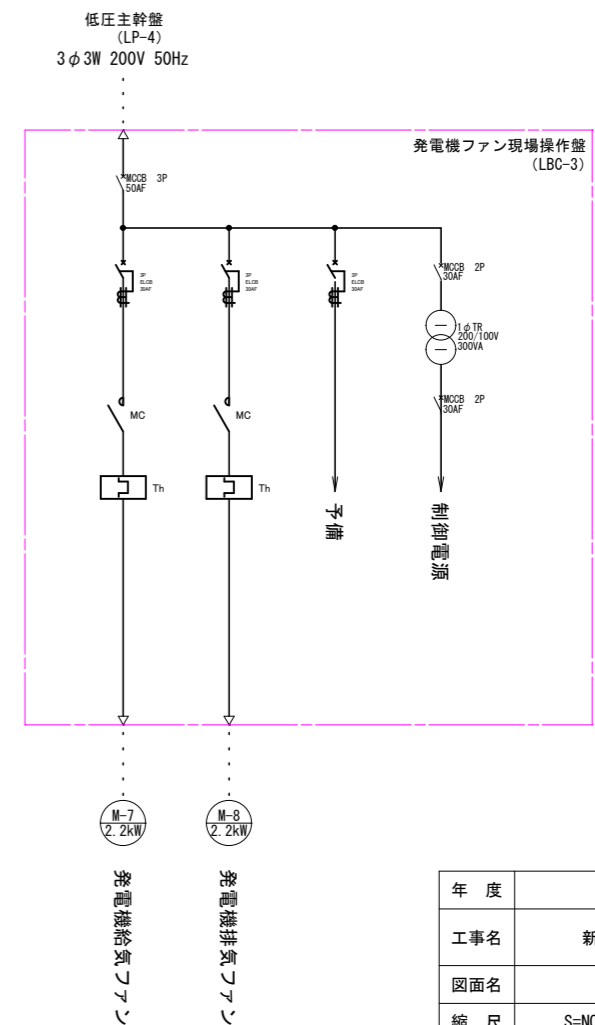 低圧主幹盤
(LP-4)
3φ3W 200V 50Hz
発電機ファン現場操作盤
(LBC-3)
MCCB 3P
50AF
3P
ELCB
30AF
3P
ELCB
30AF
3P
ELCB
30AF
MCCB 2P
30AF
1φTR
200/100V
300VA
MCCB 2P
30AF
MC
MC
Th
Th
予備
制御電源
M-7
2.2kW
M-8
2.2kW
発電機給気ファン
発電機排気ファン
年 度
工事名
新
図面名
縮 尺
S=NO